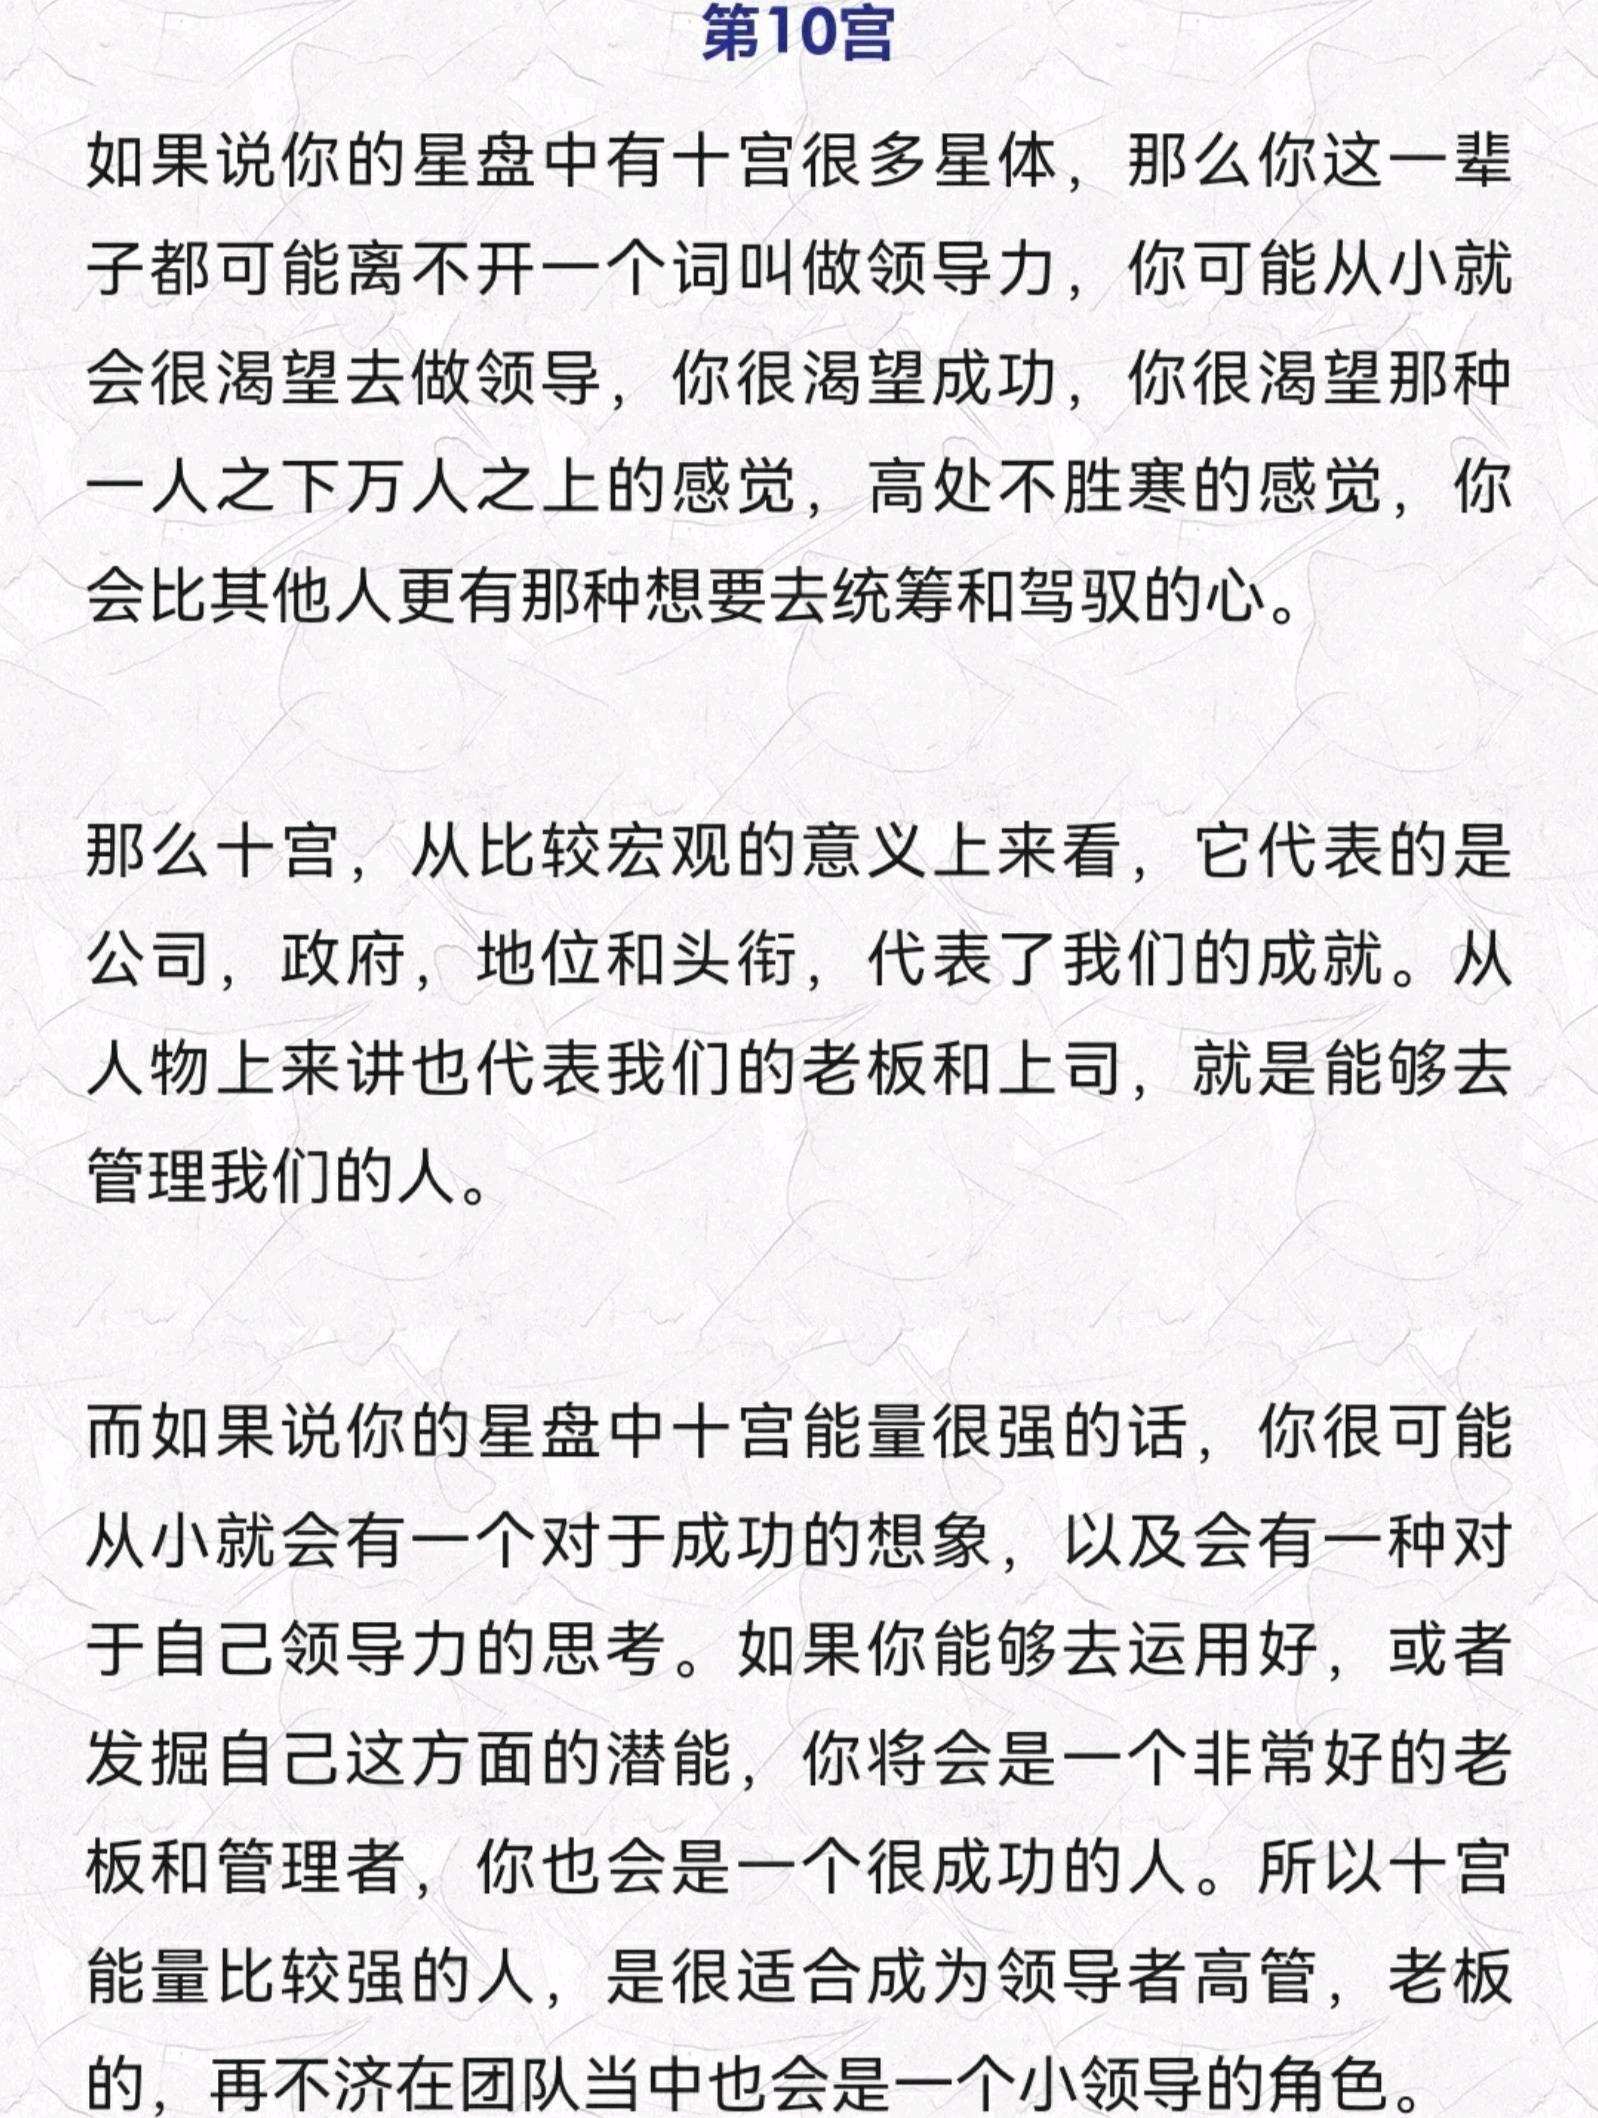 第10宫
如果说你的星盘中有十宫很多星体，那么你这一辈
子都可能离不开一个词叫做领导力，你可能从小就
会很渴望去做领导，你很渴望成功，你很渴望那种
一人之下万人之上的感觉，高处不胜寒的感觉，你
会比其他人更有那种想要去统筹和驾驭的心。
那么十宫，从比较宏观的意义上来看，它代表的是
公司，政府，地位和头衔，代表了我们的成就。从
人物上来讲也代表我们的老板和上司，就是能够去
管理我们的人。
而如果说你的星盘中十宫能量很强的话，你很可能
从小就会有一个对于成功的想象，以及会有一种对
于自己领导力的思考。如果你能够去运用好，或者
发掘自己这方面的潜能，你将会是一个非常好的老
板和管理者，你也会是一个很成功的人。所以十宫
能量比较强的人，是很适合成为领导者高管，老板
的，再不济在团队当中也会是一个小领导的角色。